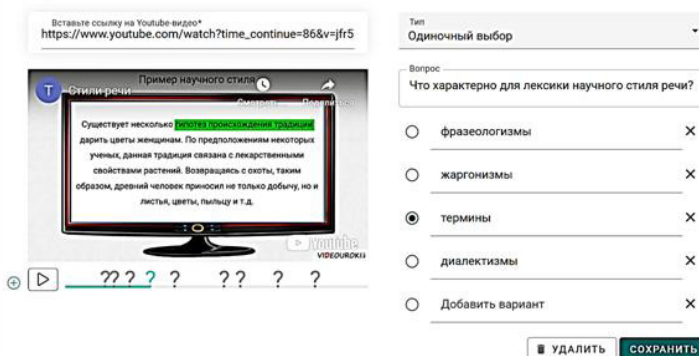 Вставьте ссылку на Youtube-видео*
https://www.youtube.com/watch?time_continue=86&v=jfr5
Т
Стили речи
Пример научного стиля
Смотреть
Поделиться
Существует несколько гипотез происхождения традиции
дарить цветы женщинам. По предположениям некоторых
ученых, данная традиция связана с лекарственными
свойствами растений. Возвращаясь с охоты, таким
образом, древний человек приносил не только добычу, но и
листья, цветы, пыльцу и т.д.
YouTube
VIDEOUROKI
?? ? ? ? ? ? ? ?
Тип
Одиночный выбор
Вопрос
Что характерно для лексики научного стиля речи?
фразеологизмы
жаргонизмы
термины
диалектизмы
Добавить вариант
УДАЛИТЬ
СОХРАНИТЬ